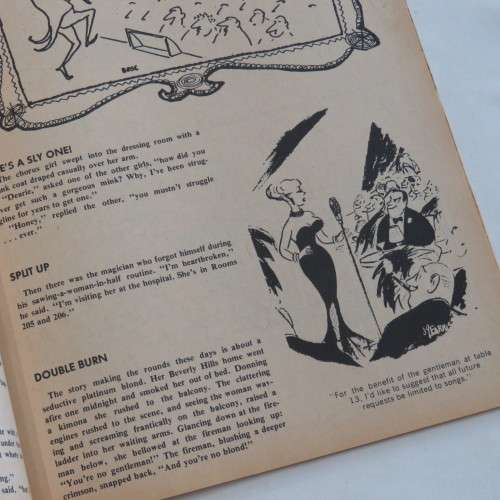 BOSC
E'S A SLY ONE!
The chorus girl swept into the dressing room with a
nk coat draped casually over her arm.
"Dearie," asked one of the other girls, "how did you
ver get such a gorgeous mink? Why, I've been strug-
gling for years to get one."
"Honey," replied the other, "you mustn't struggle
. . . ever."
SPLIT UP
Then there was the magician who forgot himself during
his sawing-a-woman-in-half routine. "I'm heartbroken,"
he said. "I'm visiting her at the hospital. She's in Rooms
205 and 206."
DOUBLE BURN
The story making the rounds these days is about a
seductive platinum blond. Her Beverly Hills home went
afire one midnight and smoked her out of bed. Donning
a kimona she rushed to the balcony. The clattering
engines rushed to the scene, and seeing the woman wav-
ing and screaming frantically on the balcony, raised a
ladder into her waiting arms. Glancing down at the fire-
man below, she bellowed at the fireman looking up:
"You're no gentleman!" The fireman, blushing a deeper
crimson, snapped back, "And you're no blond!"
"For the benefit of the gentleman at table
13, I'd like to suggest that all future
requests be limited to songs."